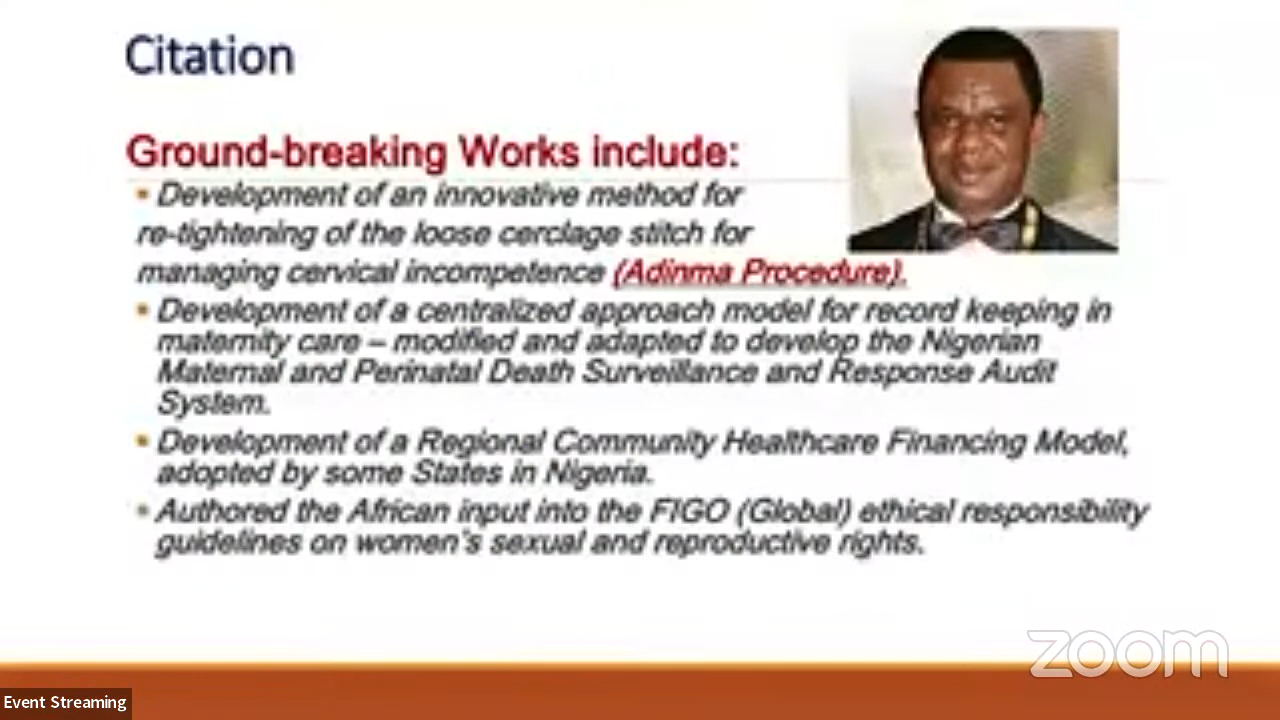 Citation
Ground-breaking Works include:
▪ Development of an innovative method for
re-tightening of the loose cerclage stitch for
managing cervical incompetence (Adinma Procedure).
▪ Development of a centralized approach model for record keeping in
maternity care – modified and adapted to develop the Nigerian
Maternal and Perinatal Death Surveillance and Response Audit
System.
▪ Development of a Regional Community Healthcare Financing Model,
adopted by some States in Nigeria.
▪ Authored the African input into the FIGO (Global) ethical responsibility
guidelines on women's sexual and reproductive rights.
zoom
Event Streaming